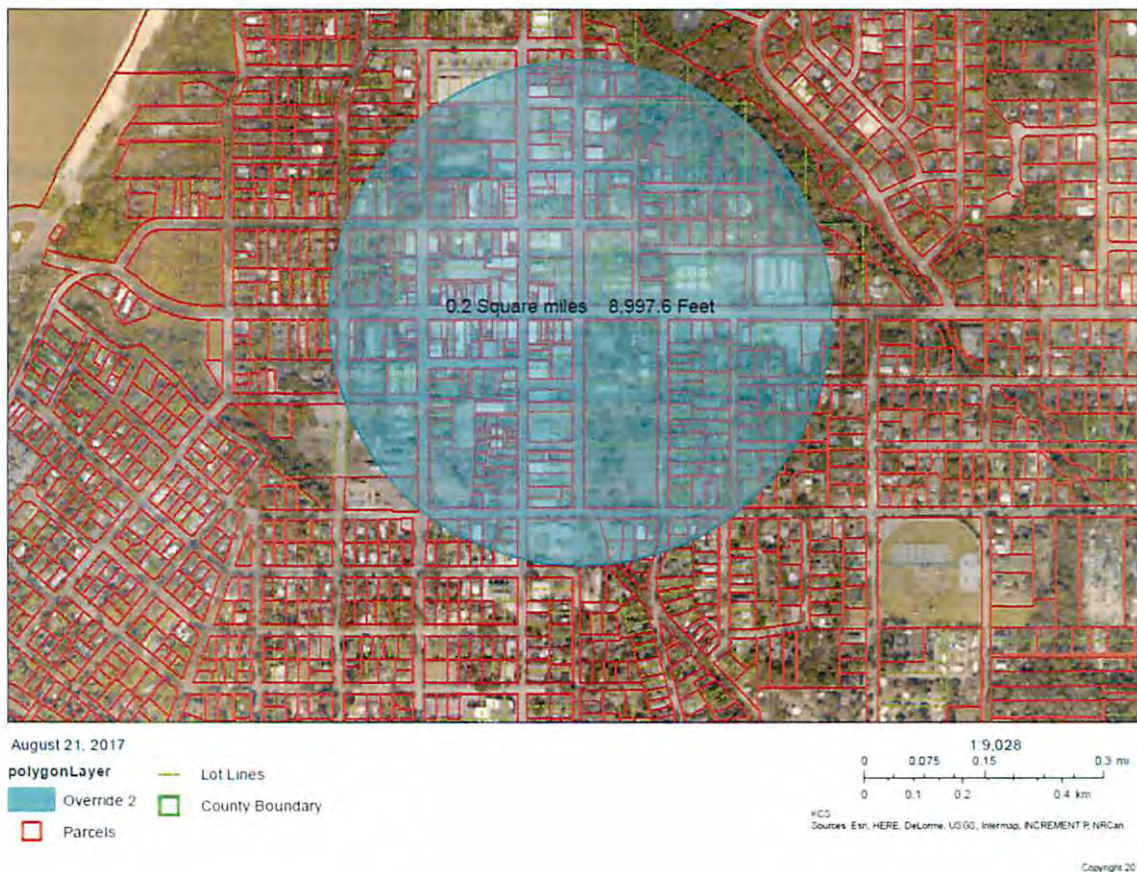 0.2 Square miles 8,997.6 Feet
August 21, 2017
polygonLayer
Override 2
Parcels
Lot Lines
County Boundary
1:9,028
0 0.075 0.15 0.3 mi
0 0.1 0.2 0.4 km
KCS
Sources: Esri, HERE, DeLorme, USGS, Intermap, INCREMENT P, NRCan
Copyright 20